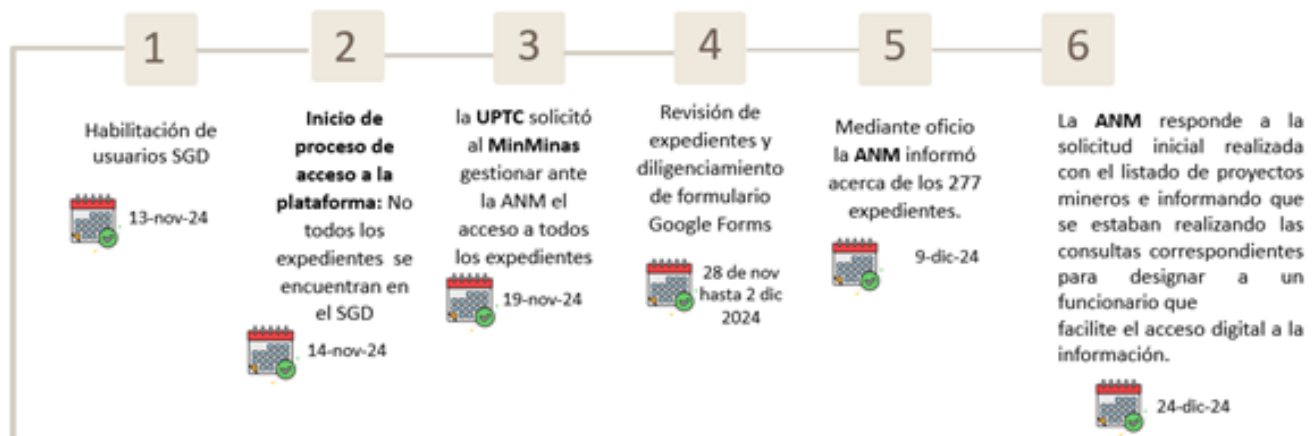 1
Habilitación de
usuarios SGD
13-nov-24
2
Inicio de
proceso de
acceso a la
plataforma: No
todos los
expedientes se
encuentran en
el SGD
14-nov-24
3
la UPTC solicitó
al MinMinas
gestionar ante
la ANM el
acceso a todos
los expedientes
19-nov-24
4
Revisión de
expedientes y
diligenciamiento
de formulario
Google Forms
28 de nov
hasta 2 dic
2024
5
Mediante oficio
la ANM informó
acerca de los 277
expedientes.
9-dic-24
6
La ANM responde a la
solicitud inicial realizada
con el listado de proyectos
mineros e informando que
se estaban realizando las
consultas correspondientes
para designar a un
funcionario que
facilite el acceso digital a la
información.
24-dic-24